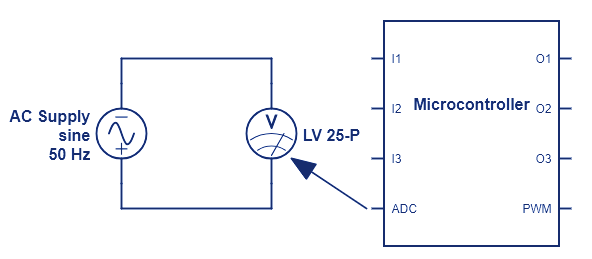 AC Supply
sine
50 Hz
V
LV 25-P
Microcontroller
I1
I2
I3
ADC
O1
O2
O3
PWM